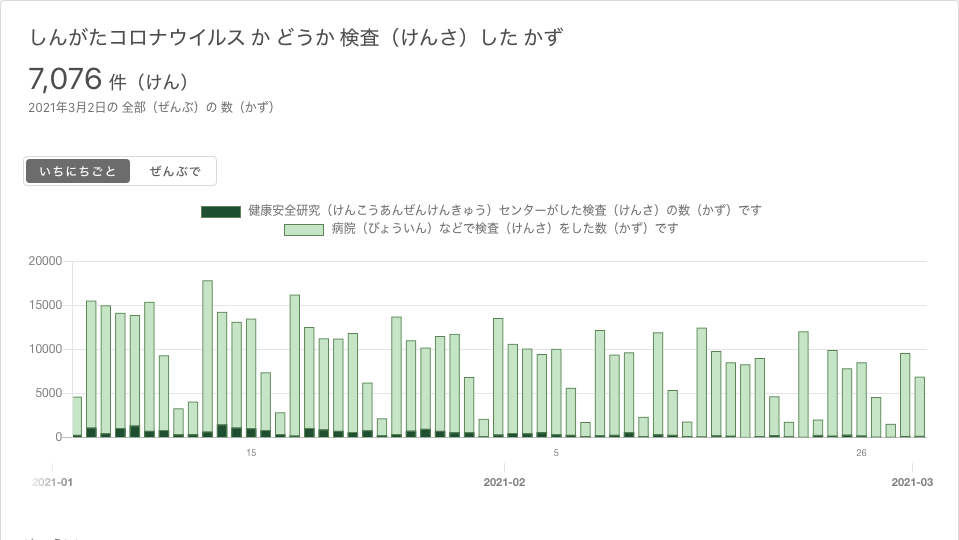 しんがたコロナウイルス か どうか 検査（けんさ）した かず
7,076 件（けん）
2021年3月2日の 全部（ぜんぶ）の 数（かず）
いちにちごと ぜんぶで
健康安全研究（けんこうあんぜんけんきゅう）センターがした検査（けんさ）の数（かず）です
病院（びょういん）などで検査（けんさ）をした数（かず）です
20000
15000
10000
5000
0
15 5 26
2021-01 2021-02 2021-03